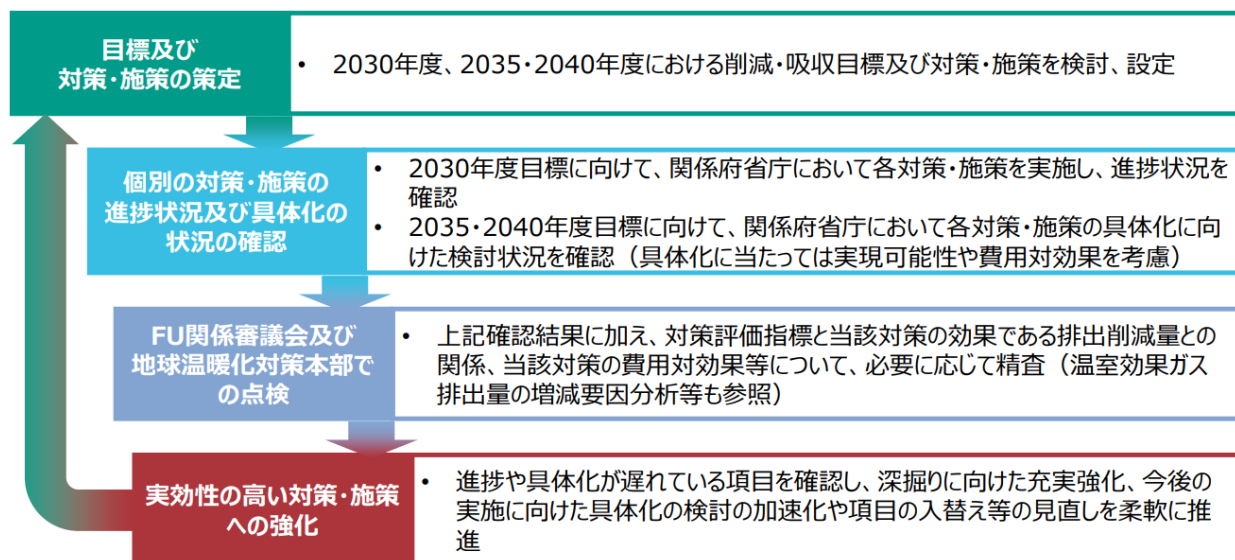 目標及び
対策・施策の策定
• 2030年度、2035・2040年度における削減・吸収目標及び対策・施策を検討、設定
個別の対策・施策の
進捗状況及び具体化の
状況の確認
• 2030年度目標に向けて、関係府省庁において各対策・施策を実施し、進捗状況を
確認
• 2035・2040年度目標に向けて、関係府省庁において各対策・施策の具体化に向
けた検討状況を確認（具体化に当たっては実現可能性や費用対効果を考慮）
FU関係審議会及び
地球温暖化対策本部で
の点検
• 上記確認結果に加え、対策評価指標と当該対策の効果である排出削減量との
関係、当該対策の費用対効果等について、必要に応じて精査（温室効果ガス
排出量の増減要因分析等も参照）
実効性の高い対策・施策
への強化
• 進捗や具体化が遅れている項目を確認し、深掘りに向けた充実強化、今後の
実施に向けた具体化の検討の加速化や項目の入替え等の見直しを柔軟に推
進